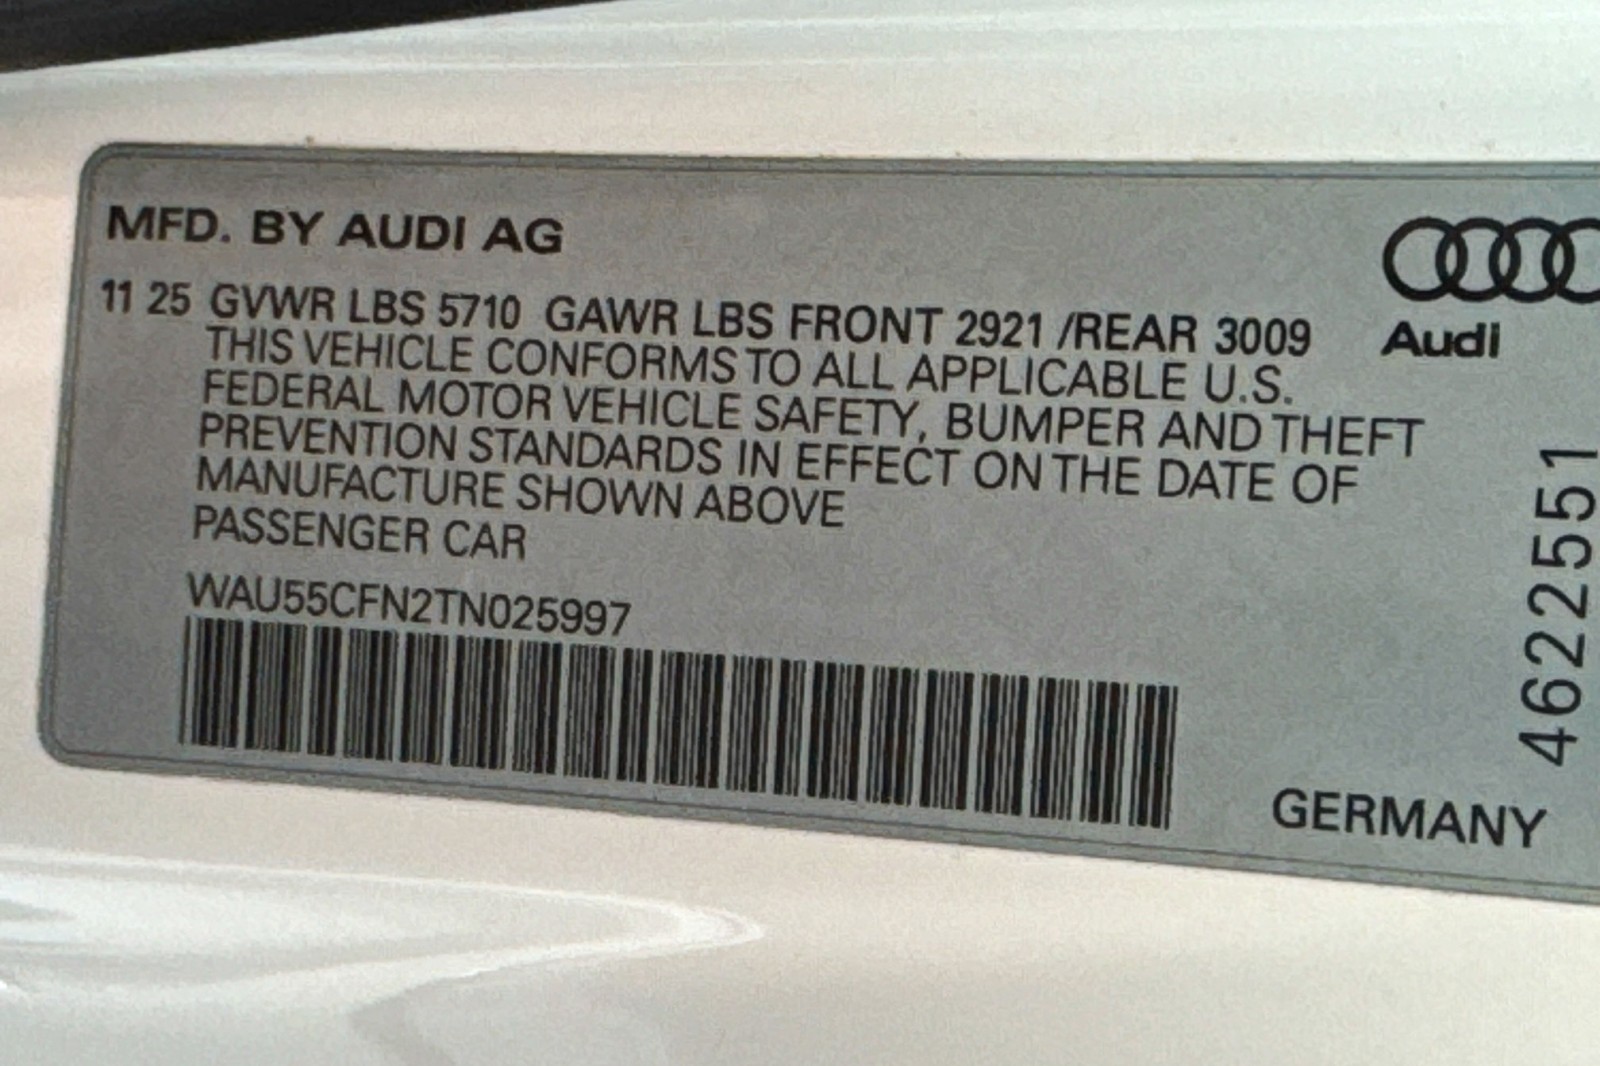 MFD. BY AUDI AG
11 25 GVWR LBS 5710 GAWR LBS FRONT 2921 /REAR 3009
THIS VEHICLE CONFORMS TO ALL APPLICABLE U.S.
FEDERAL MOTOR VEHICLE SAFETY, BUMPER AND THEFT
PREVENTION STANDARDS IN EFFECT ON THE DATE OF
MANUFACTURE SHOWN ABOVE
PASSENGER CAR
WAU55CFN2TN025997
Audi
4622551
GERMANY